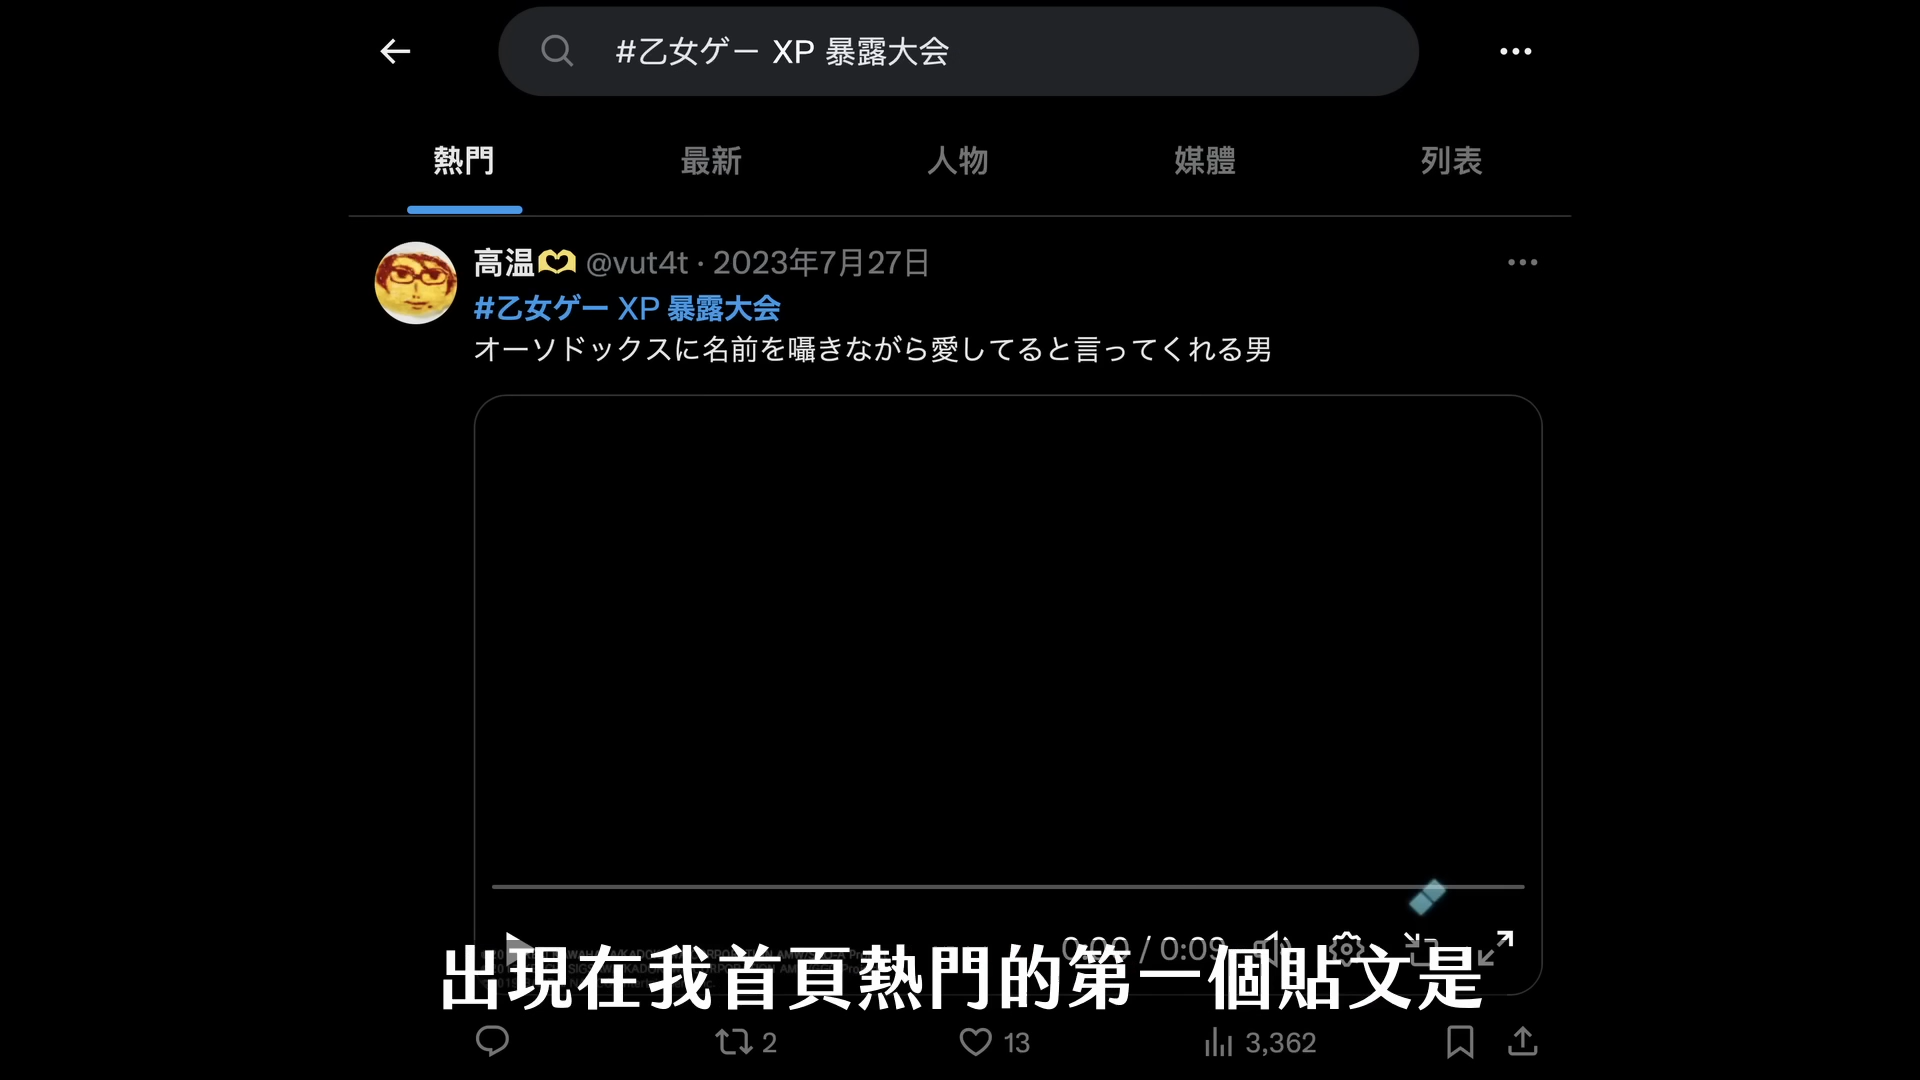 #乙女ゲー XP 暴露大会
熱門 最新 人物 媒體 列表
高温 @vut4t · 2023年7月27日
#乙女ゲー XP 暴露大会
オーソドックスに名前を囁きながら愛してると言ってくれる男
0:00 / 0:09
出現在我首頁熱門的第一個貼文是
2 13 3,362